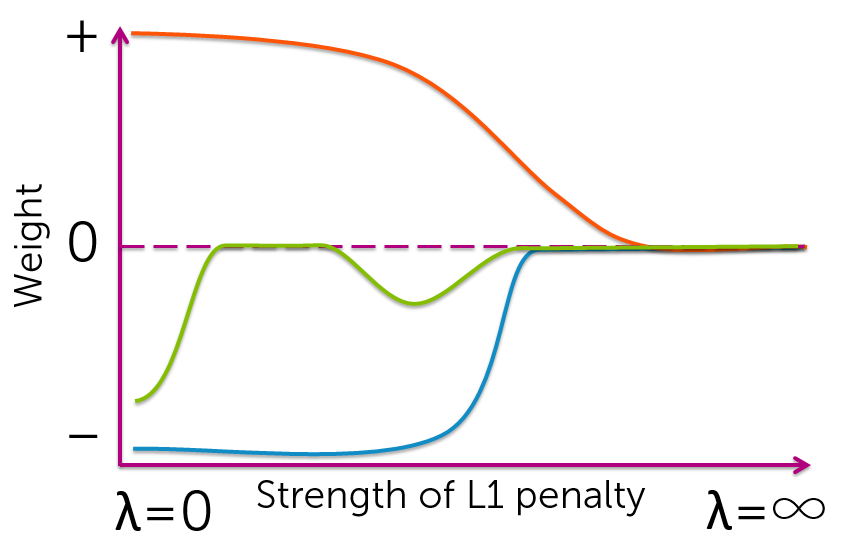 +
Weight
0
–
Strength of L1 penalty
λ=0
λ=∞